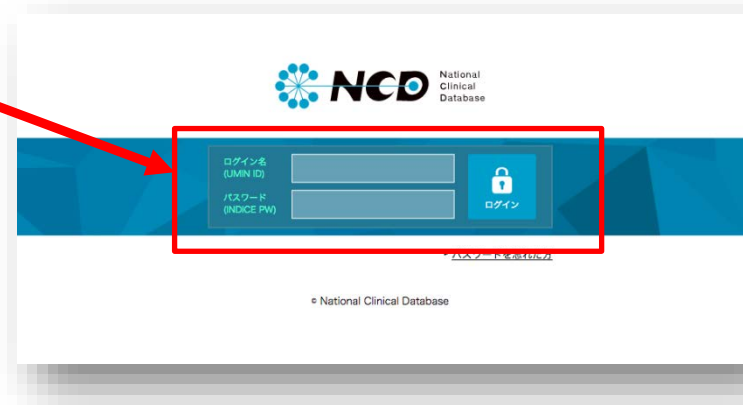 NCD
National
Clinical
Database
ログイン名
(UMIN ID)
パスワード
(INDICE PW)
ログイン
パスワードを忘れた方
© National Clinical Database